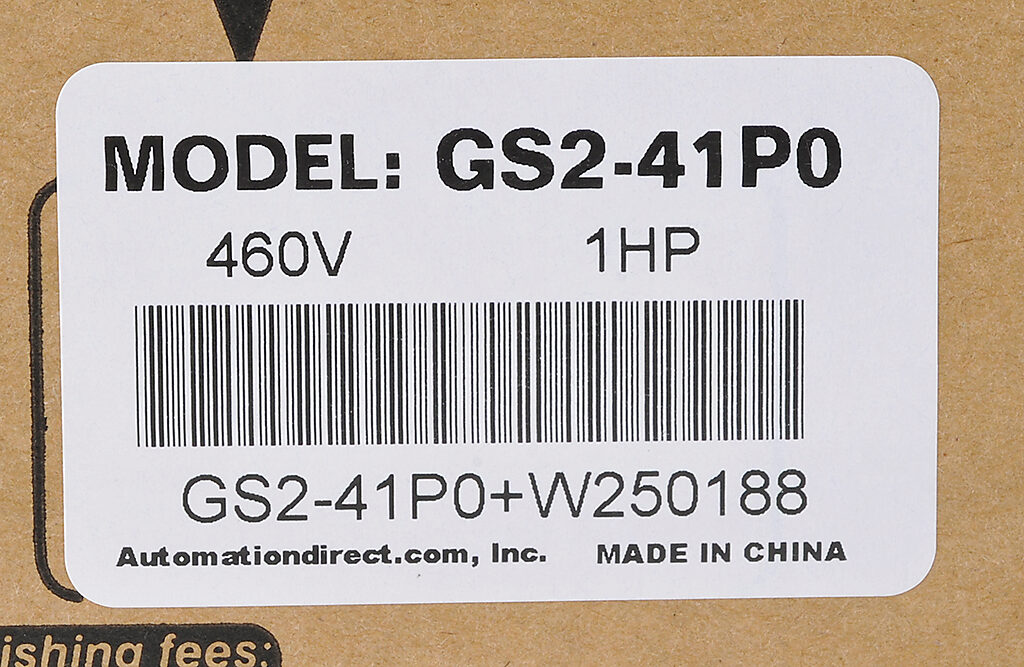 MODEL: GS2-41P0
460V 1HP
GS2-41P0+W250188
Automationdirect.com, Inc. MADE IN CHINA
ishing fees: